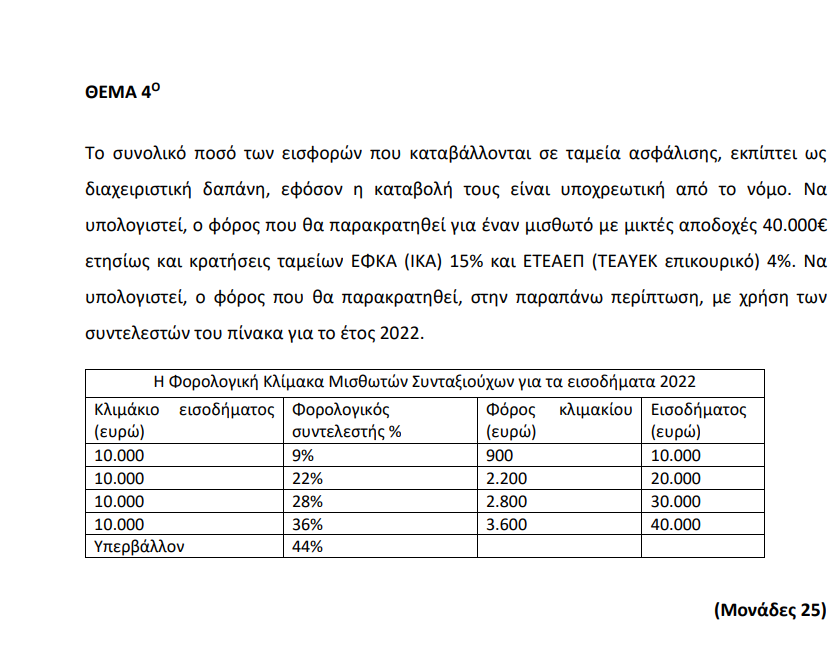 ΘΕΜΑ 4Ο
Το συνολικό ποσό των εισφορών που καταβάλλονται σε ταμεία ασφάλισης, εκπίπτει ως
διαχειριστική δαπάνη, εφόσον η καταβολή τους είναι υποχρεωτική από το νόμο. Να
υπολογιστεί, ο φόρος που θα παρακρατηθεί για έναν μισθωτό με μικτές αποδοχές 40.000€
ετησίως και κρατήσεις ταμείων ΕΦΚΑ (ΙΚΑ) 15% και ΕΤΕΑΕΠ (ΤΕΑΥΕΚ επικουρικό) 4%. Να
υπολογιστεί, ο φόρος που θα παρακρατηθεί, στην παραπάνω περίπτωση, με χρήση των
συντελεστών του πίνακα για το έτος 2022.
Η Φορολογική Κλίμακα Μισθωτών Συνταξιούχων για τα εισοδήματα 2022
Κλιμάκιο εισοδήματος (ευρώ) Φορολογικός συντελεστής % Φόρος κλιμακίου (ευρώ) Εισοδήματος (ευρώ)
10.000 9% 900 10.000
10.000 22% 2.200 20.000
10.000 28% 2.800 30.000
10.000 36% 3.600 40.000
Υπερβάλλον 44%
(Μονάδες 25)